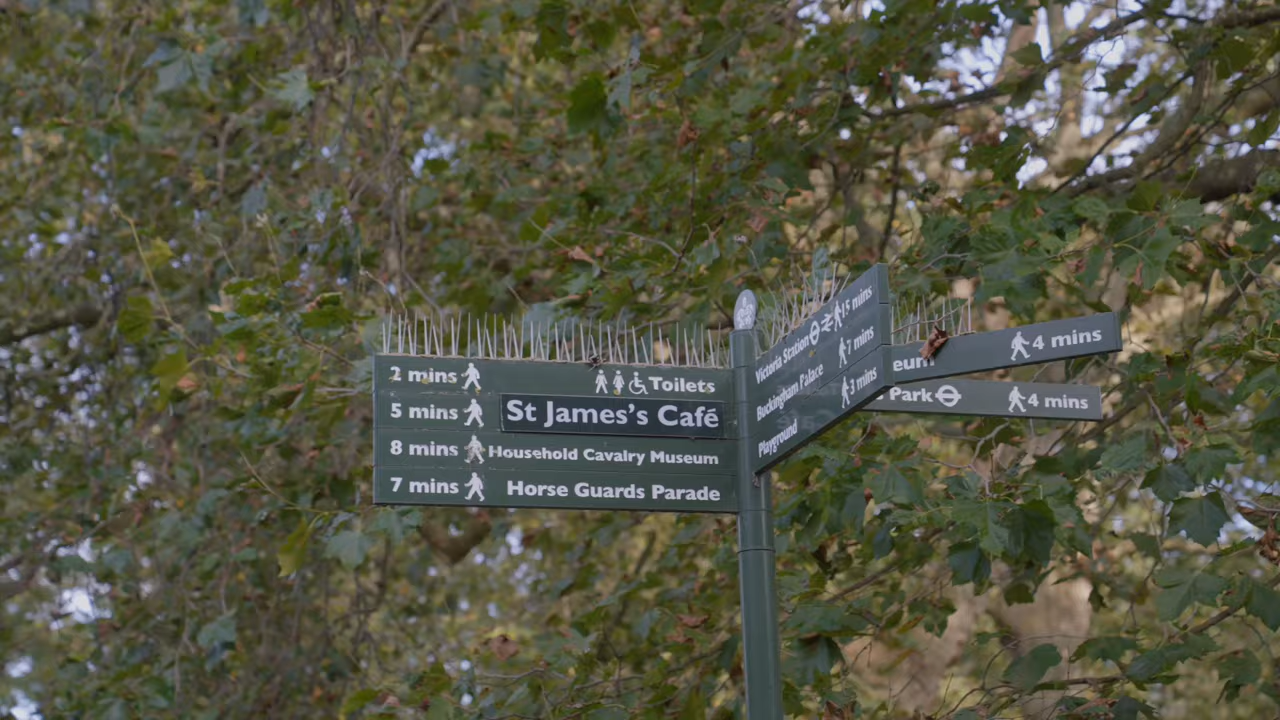 2 mins Toilets
5 mins St James's Café
8 mins Household Cavalry Museum
7 mins Horse Guards Parade
Victoria Station 15 mins
Buckingham Palace 7 mins
Playground 3 mins
eum 4 mins
Park 4 mins